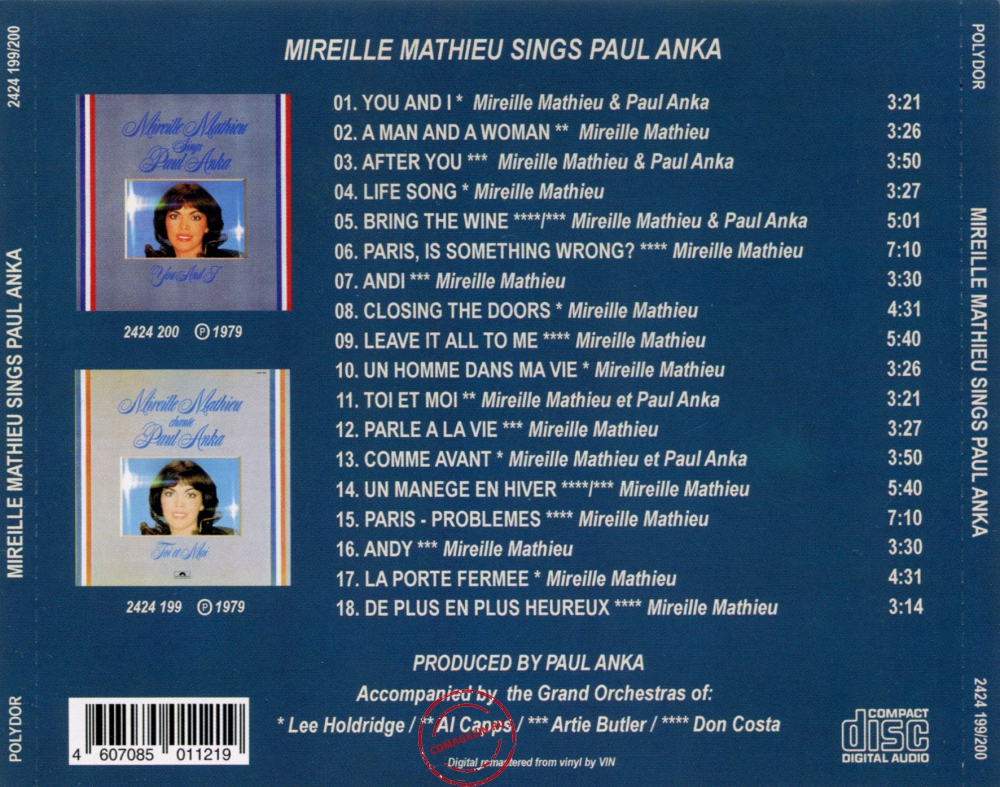 MIREILLE MATHIEU SINGS PAUL ANKA
01. YOU AND I * Mireille Mathieu & Paul Anka 3:21
02. A MAN AND A WOMAN ** Mireille Mathieu 3:26
03. AFTER YOU *** Mireille Mathieu & Paul Anka 3:50
04. LIFE SONG * Mireille Mathieu 3:27
05. BRING THE WINE ****/*** Mireille Mathieu & Paul Anka 5:01
06. PARIS, IS SOMETHING WRONG? **** Mireille Mathieu 7:10
07. ANDI *** Mireille Mathieu 3:30
08. CLOSING THE DOORS * Mireille Mathieu 4:31
09. LEAVE IT ALL TO ME **** Mireille Mathieu 5:40
10. UN HOMME DANS MA VIE * Mireille Mathieu 3:26
11. TOI ET MOI ** Mireille Mathieu et Paul Anka 3:21
12. PARLE A LA VIE *** Mireille Mathieu 3:27
13. COMME AVANT * Mireille Mathieu et Paul Anka 3:50
14. UN MANEGE EN HIVER ****/*** Mireille Mathieu 5:40
15. PARIS - PROBLEMES **** Mireille Mathieu 7:10
16. ANDY *** Mireille Mathieu 3:30
17. LA PORTE FERMEE * Mireille Mathieu 4:31
18. DE PLUS EN PLUS HEUREUX **** Mireille Mathieu 3:14
Mireille Mathieu
Sings
Paul Anka
You And I
2424 200 ℗ 1979
Mireille Mathieu
chante
Paul Anka
Toi et Moi
2424 199 ℗ 1979
PRODUCED BY PAUL ANKA
Accompanied by the Grand Orchestras of:
* Lee Holdridge / ** Al Capps / *** Artie Butler / **** Don Costa
Digital remastered from vinyl by VIN
CDMAGAZIN.RU
4 607085 011219
COMPACT
disc
DIGITAL AUDIO
2424 199/200
MIREILLE MATHIEU SINGS PAUL ANKA
POLYDOR
POLYDOR
MIREILLE MATHIEU SINGS PAUL ANKA
2424 199/200